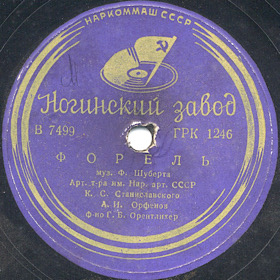 НАРКОММАШ СССР
Ногинский завод
В 7499 ГРК 1246
ФОРЕЛЬ
муз. Ф. Шуберта
Арт. т-ра им. Нар. арт. СССР
К. С. Станиславского
А. И. Орфенов
ф-но Г. Б. Орентлихер